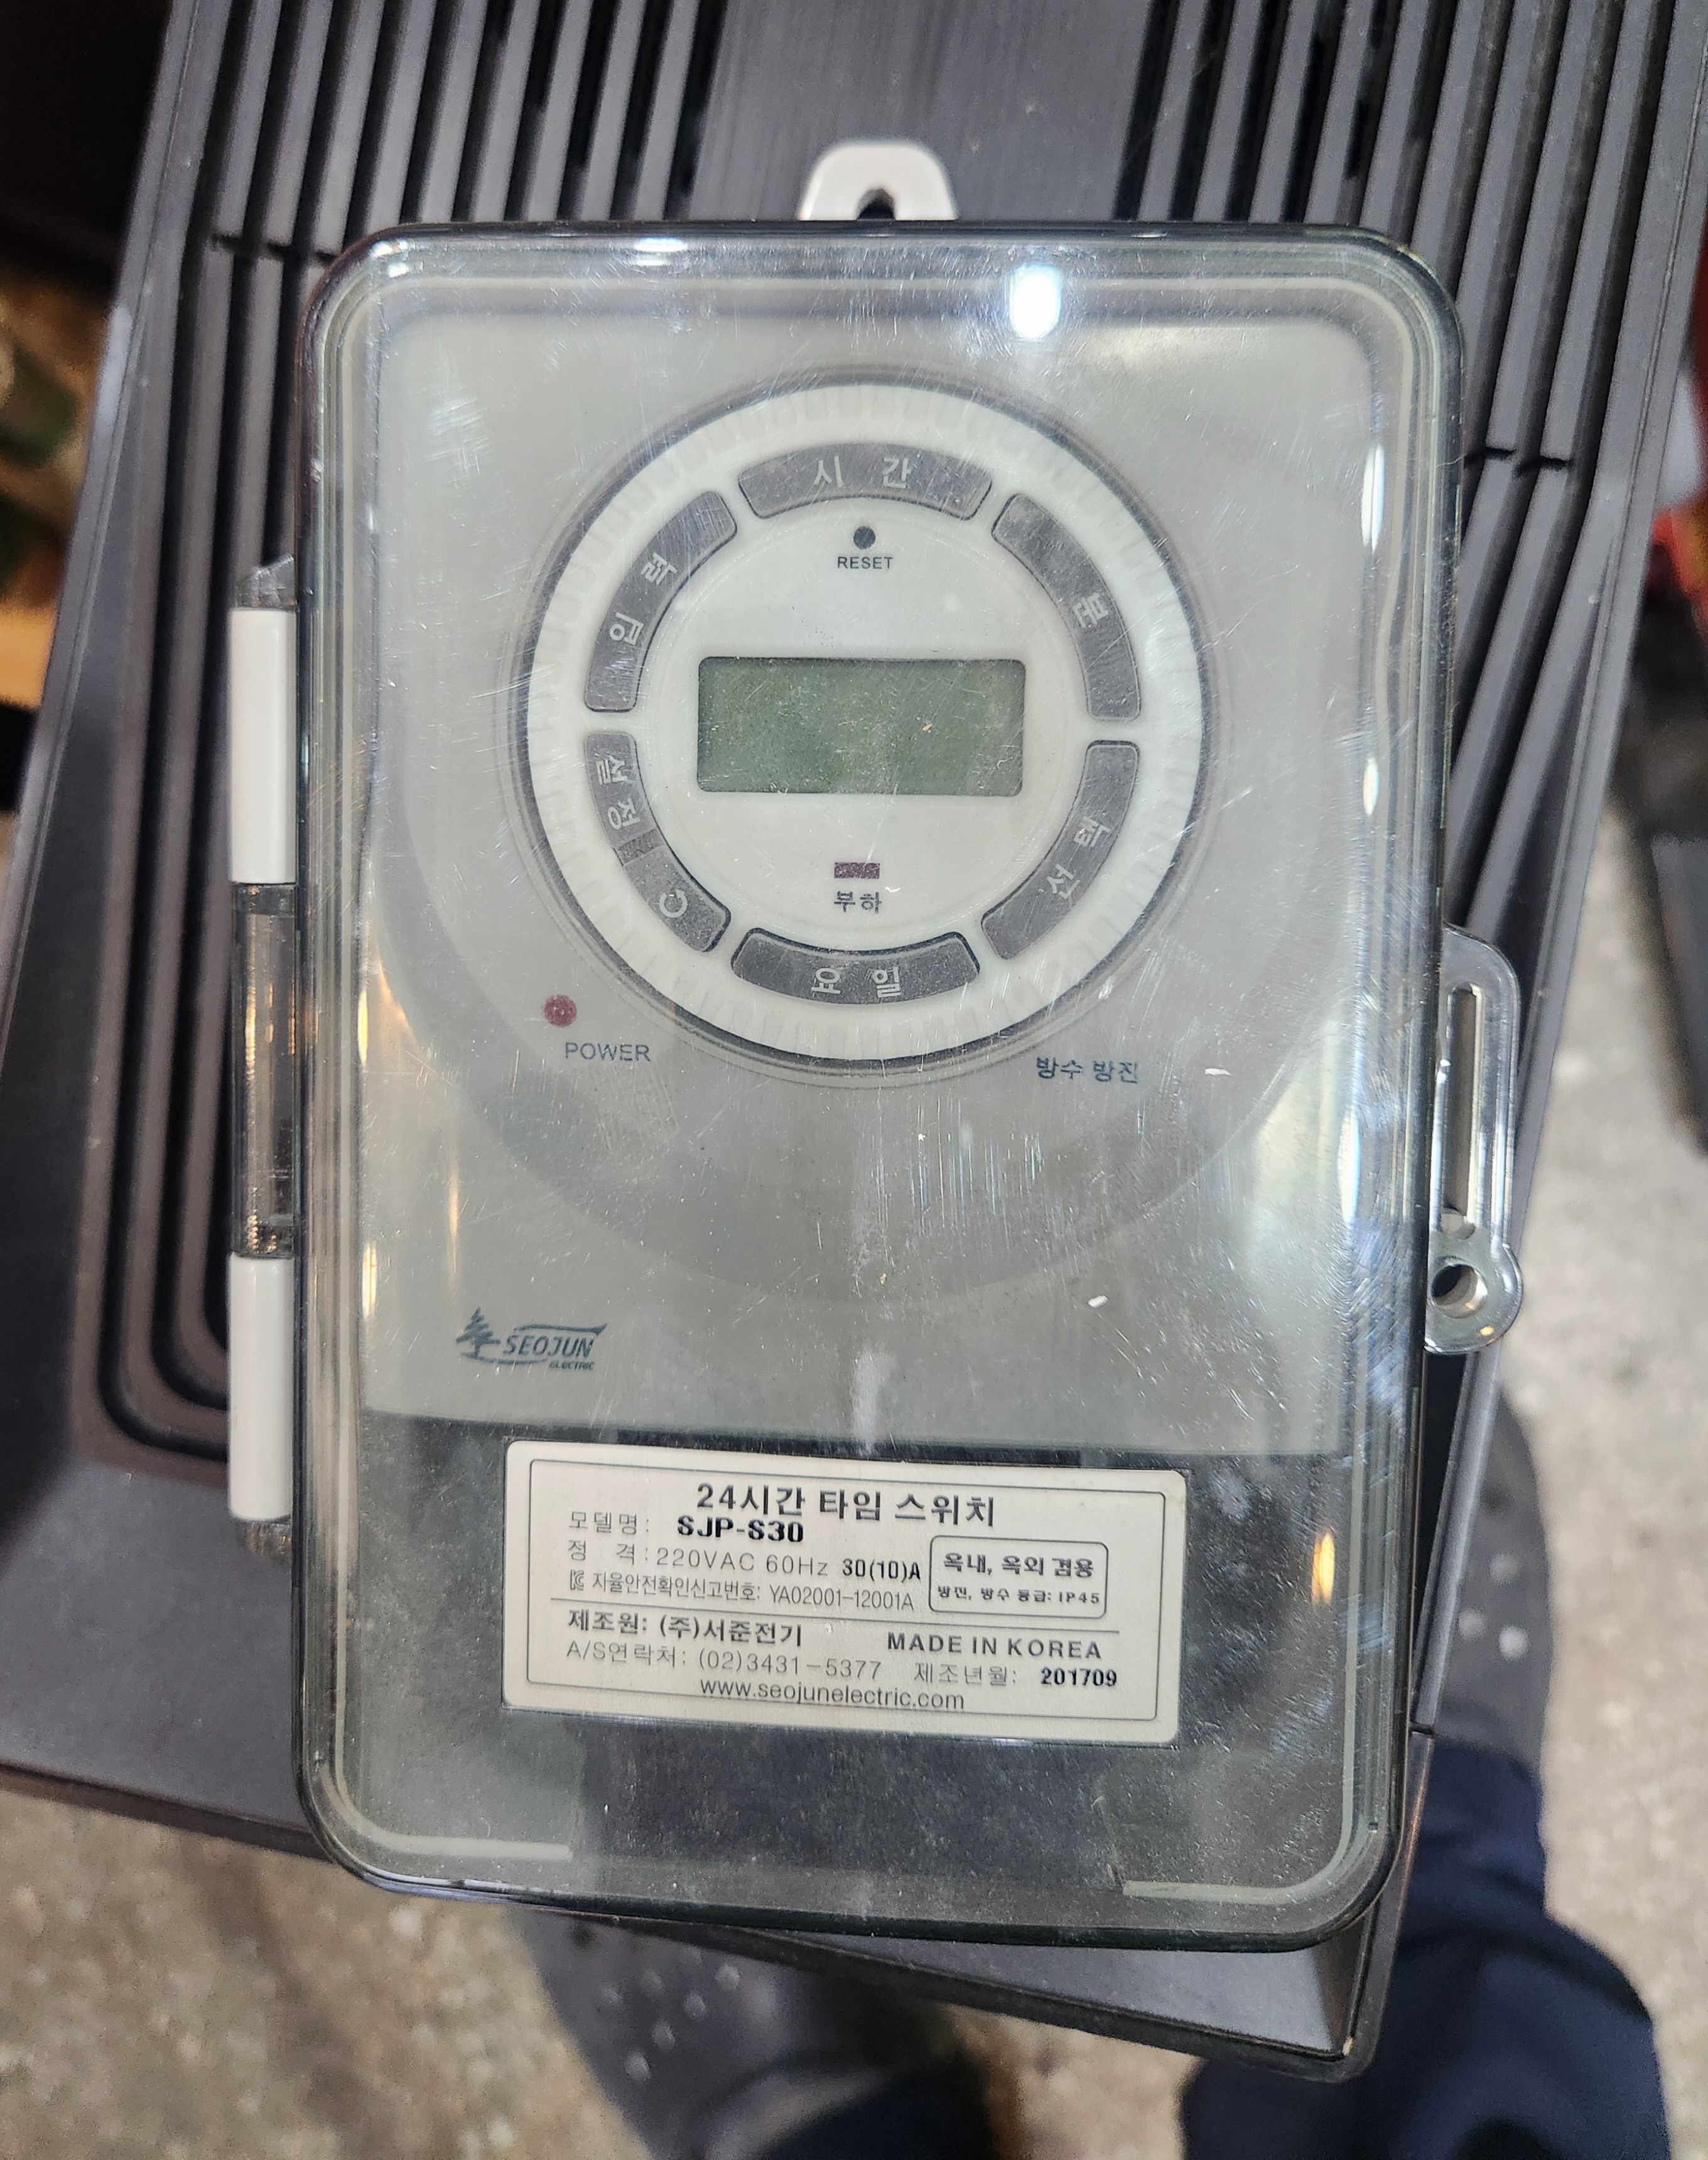 시간
RESET
입력
분
설정
선택
부하
요일
POWER
방수 방진
SEOJUN
ELECTRIC
24시간 타임 스위치
모델명: SJP-S30
정 격: 220VAC 60Hz 30(10)A
옥내, 옥외 겸용
방진, 방수 등급: IP45
자율안전확인신고번호: YA02001-12001A
제조원: (주)서준전기 MADE IN KOREA
A/S연락처: (02)3431-5377 제조년월: 201709
www.seojunelectric.com